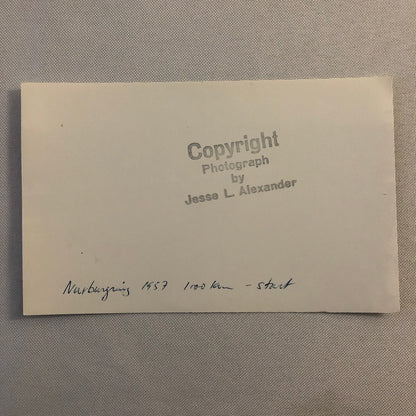 Copyright
Photograph
by
Jesse L. Alexander
Nurburgring 1957 1000 km - start